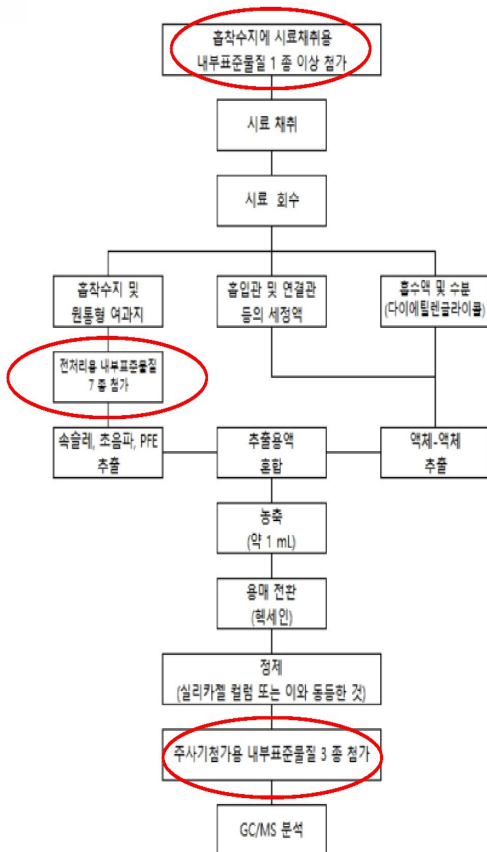 흡착수지에 시료채취용
내부표준물질 1 종 이상 첨가
시료 채취
시료 회수
흡착수지 및
원통형 여과지
흡입관 및 연결관
등의 세정액
흡수액 및 수분
(다이에틸렌글라이콜)
전처리용 내부표준물질
7 종 첨가
속슬레, 초음파, PFE
추출
추출용액
혼합
액체-액체
추출
농축
(약 1 mL)
용매 전환
(헥세인)
정제
(실리카젤 컬럼 또는 이와 동등한 것)
주사기첨가용 내부표준물질 3 종 첨가
GC/MS 분석